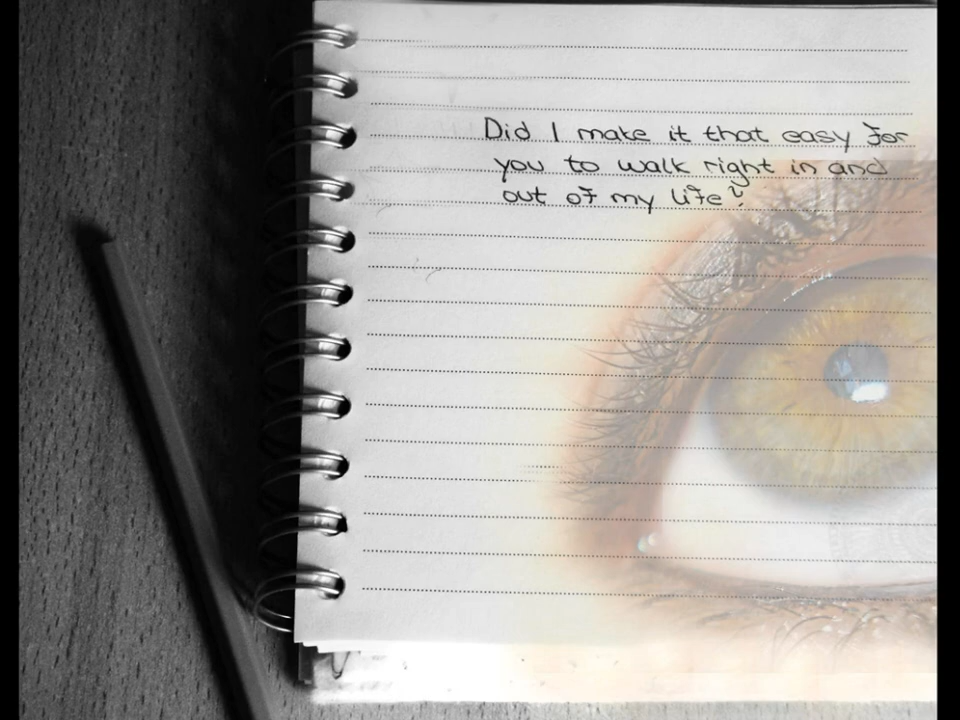 Did I make it that easy for
you to walk right in and
out of my life?